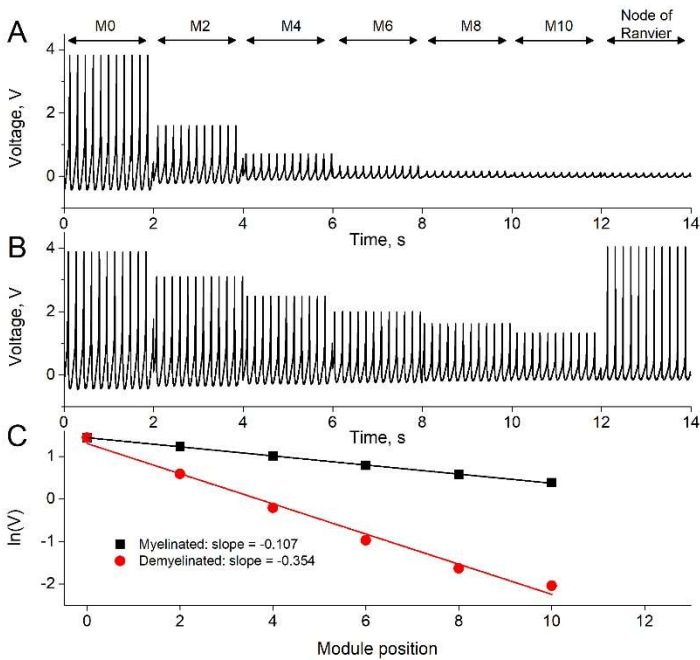 A
M0 M2 M4 M6 M8 M10 Node of
Ranvier
Voltage, V
4
2
0
0 2 4 6 8 10 12 14
Time, s
B
Voltage, V
4
2
0
0 2 4 6 8 10 12 14
Time, s
C
ln(V)
1
0
-1
-2
Myelinated: slope = -0.107
Demyelinated: slope = -0.354
0 2 4 6 8 10 12
Module position